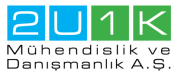 2U1K
Mühendislik ve
Danışmanlık A.Ş.